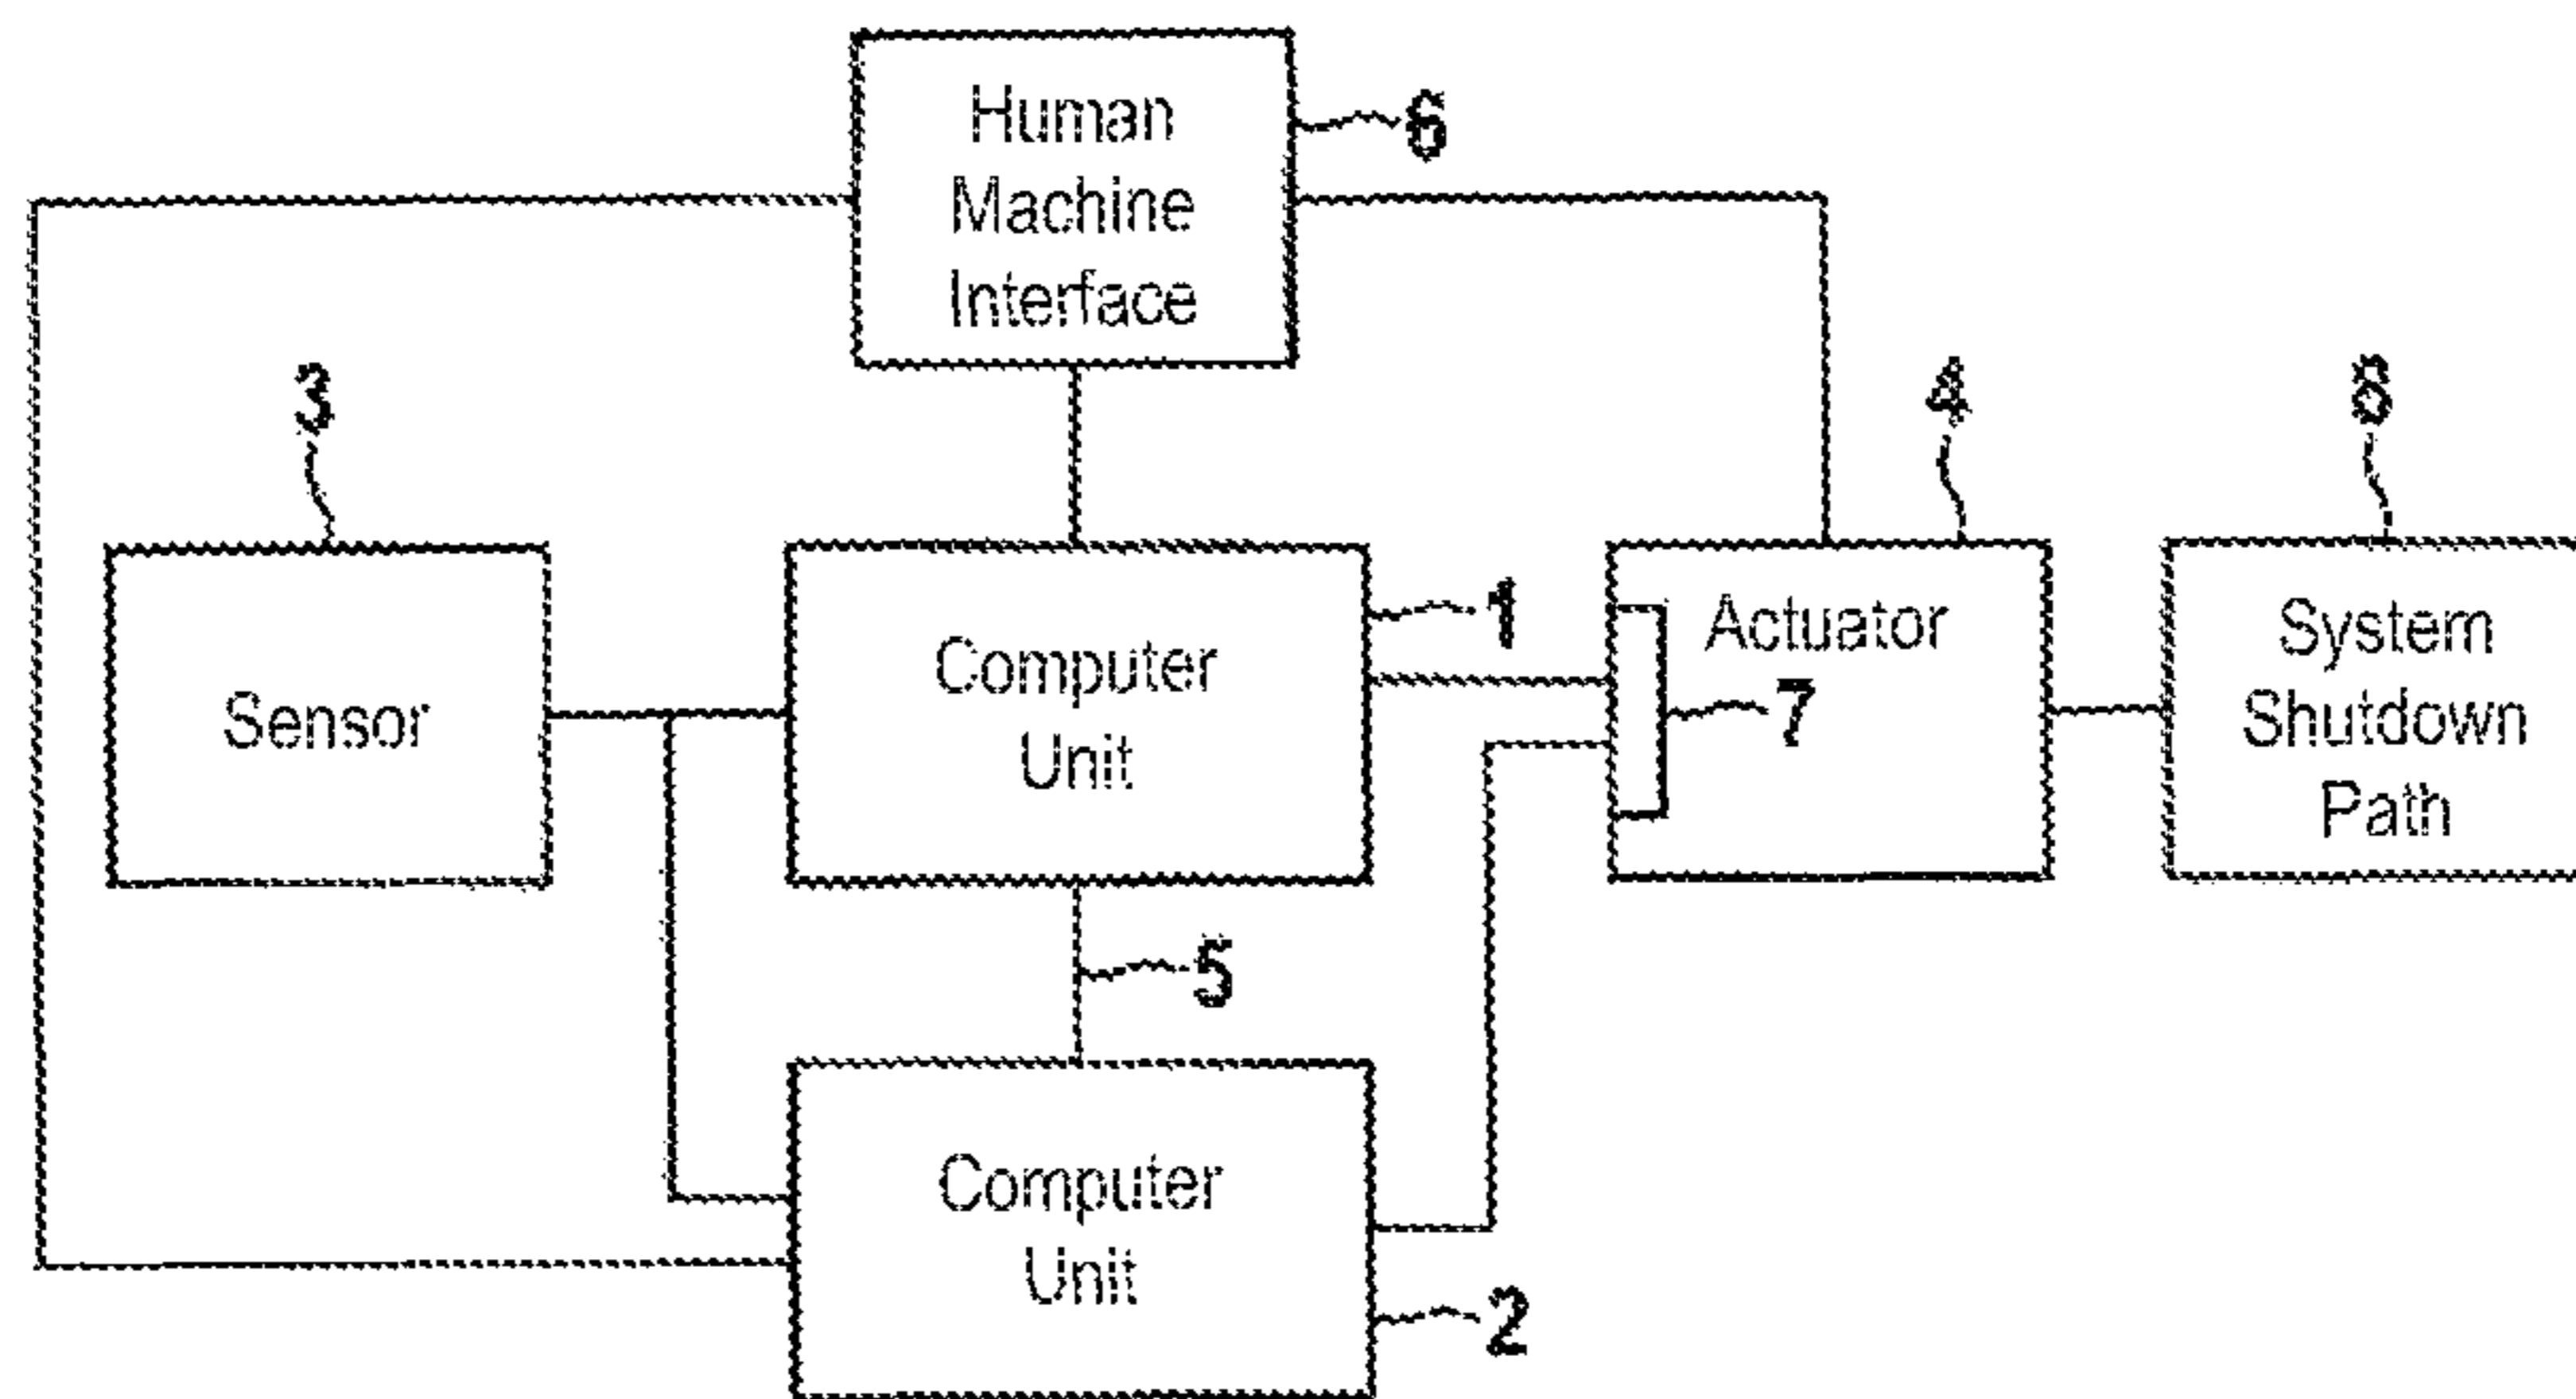 Human
Machine
Interface
6
3
4
8
Sensor
Computer
Unit
1
Actuator
7
System
Shutdown
Path
5
Computer
Unit
2